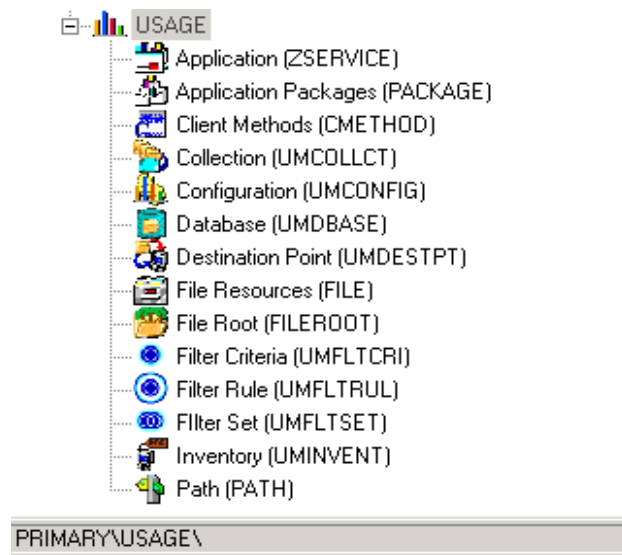 USAGE
Application (ZSERVICE)
Application Packages (PACKAGE)
Client Methods (CMETHOD)
Collection (UMCOLLCT)
Configuration (UMCONFIG)
Database (UMDBASE)
Destination Point (UMDESTPT)
File Resources (FILE)
File Root (FILEROOT)
Filter Criteria (UMFLTCRI)
Filter Rule (UMFLTRUL)
FIlter Set (UMFLTSET)
Inventory (UMINVENT)
Path (PATH)
PRIMARY\USAGE\